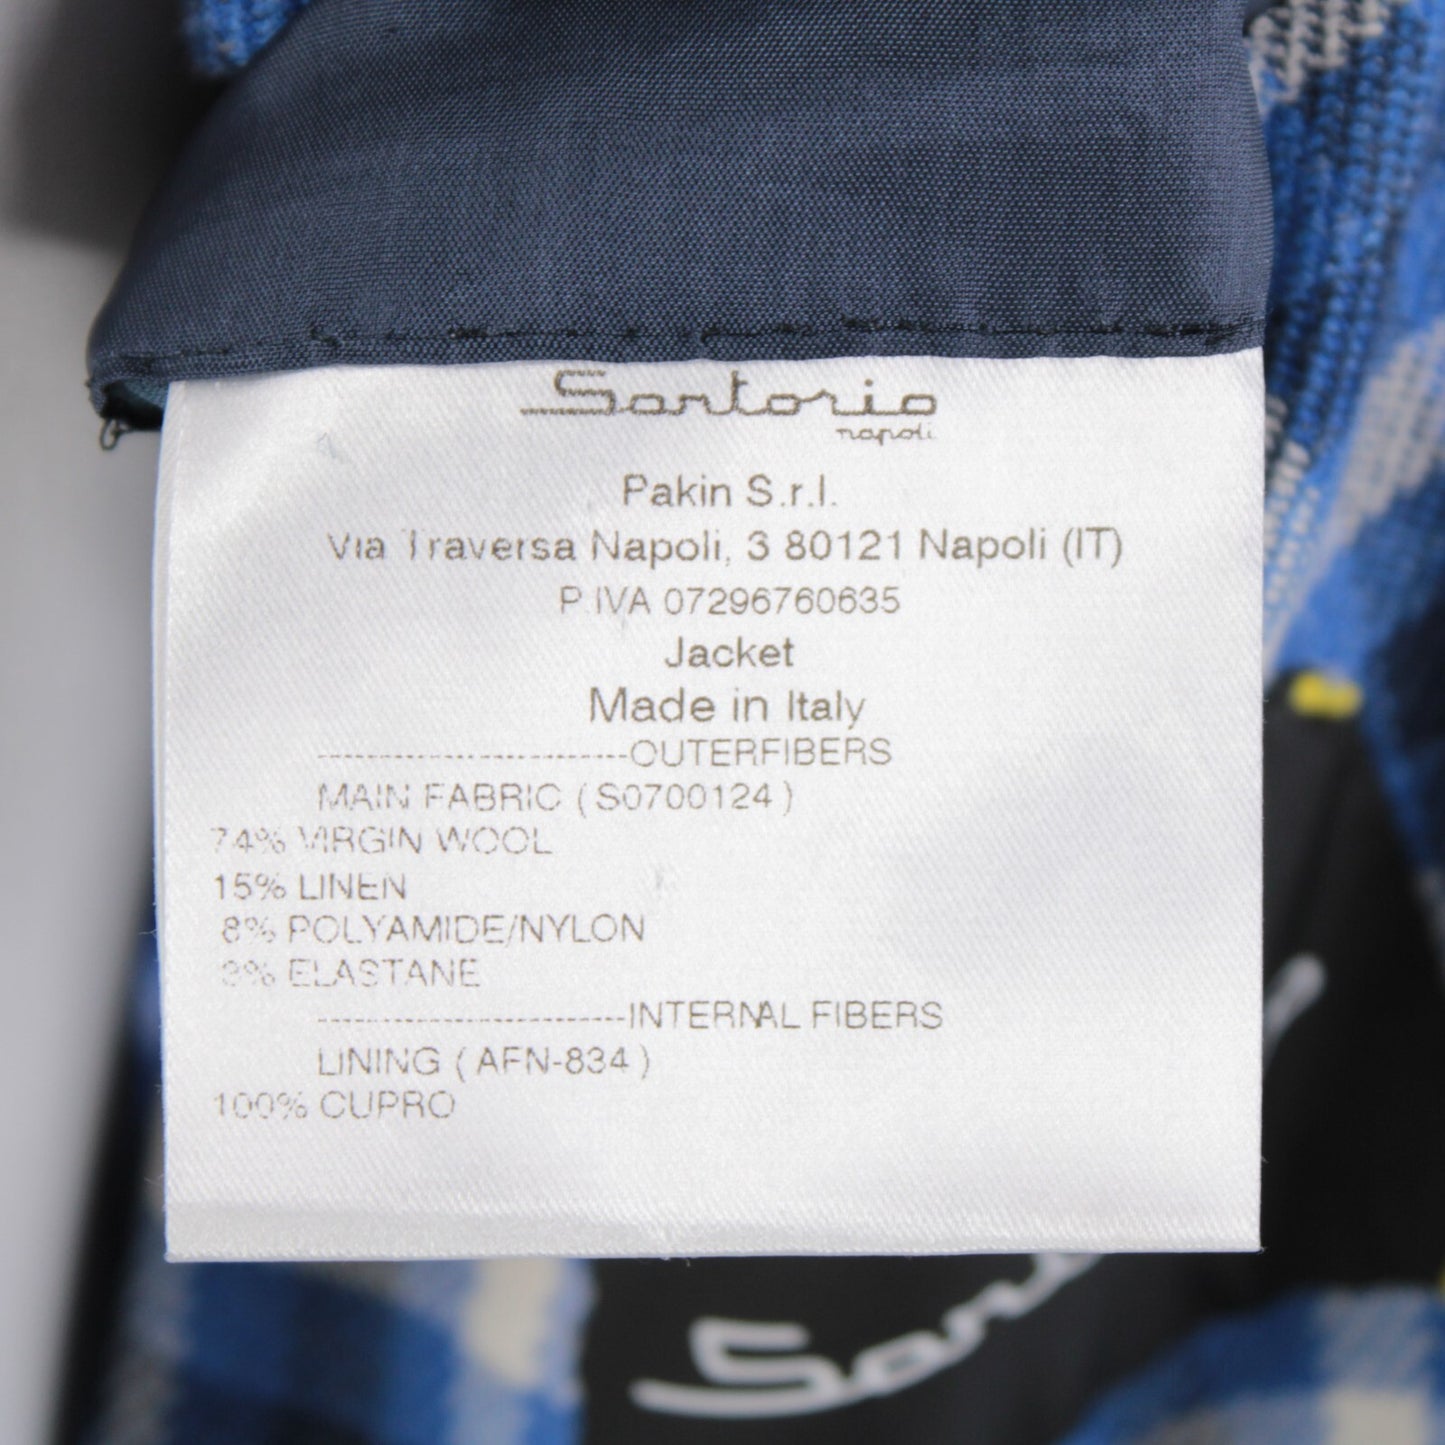 Sartorio
napoli
Pakin S.r.l.
Via Traversa Napoli, 3 80121 Napoli (IT)
P.IVA 07296760635
Jacket
Made in Italy
------------------------OUTERFIBERS
MAIN FABRIC ( S0700124 )
74% VIRGIN WOOL
15% LINEN
8% POLYAMIDE/NYLON
3% ELASTANE
------------------------INTERNAL FIBERS
LINING ( AFN-834 )
100% CUPRO